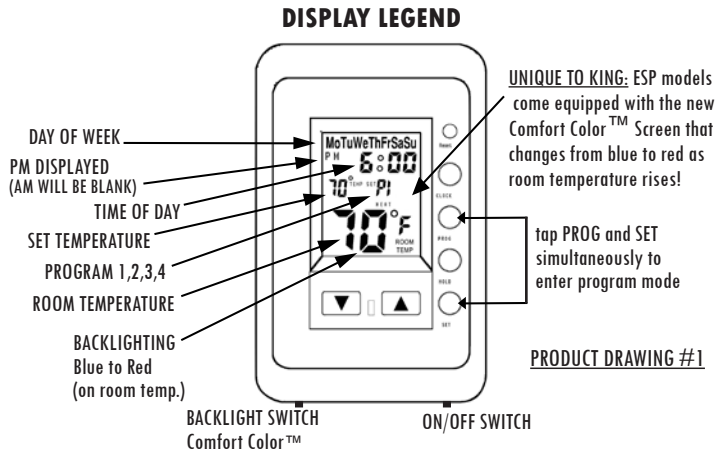 DISPLAY LEGEND
DAY OF WEEK
PM DISPLAYED
(AM WILL BE BLANK)
TIME OF DAY
SET TEMPERATURE
PROGRAM 1,2,3,4
ROOM TEMPERATURE
BACKLIGHTING
Blue to Red
(on room temp.)
MoTuWeThFrSaSu
P M
6:00
70° TEMP SET P1
HEAT
70°F
ROOM
TEMP
Reset
CLOCK
PROG
HOLD
SET
UNIQUE TO KING: ESP models
come equipped with the new
Comfort Color™ Screen that
changes from blue to red as
room temperature rises!
tap PROG and SET
simultaneously to
enter program mode
PRODUCT DRAWING #1
BACKLIGHT SWITCH
Comfort Color™
ON/OFF SWITCH